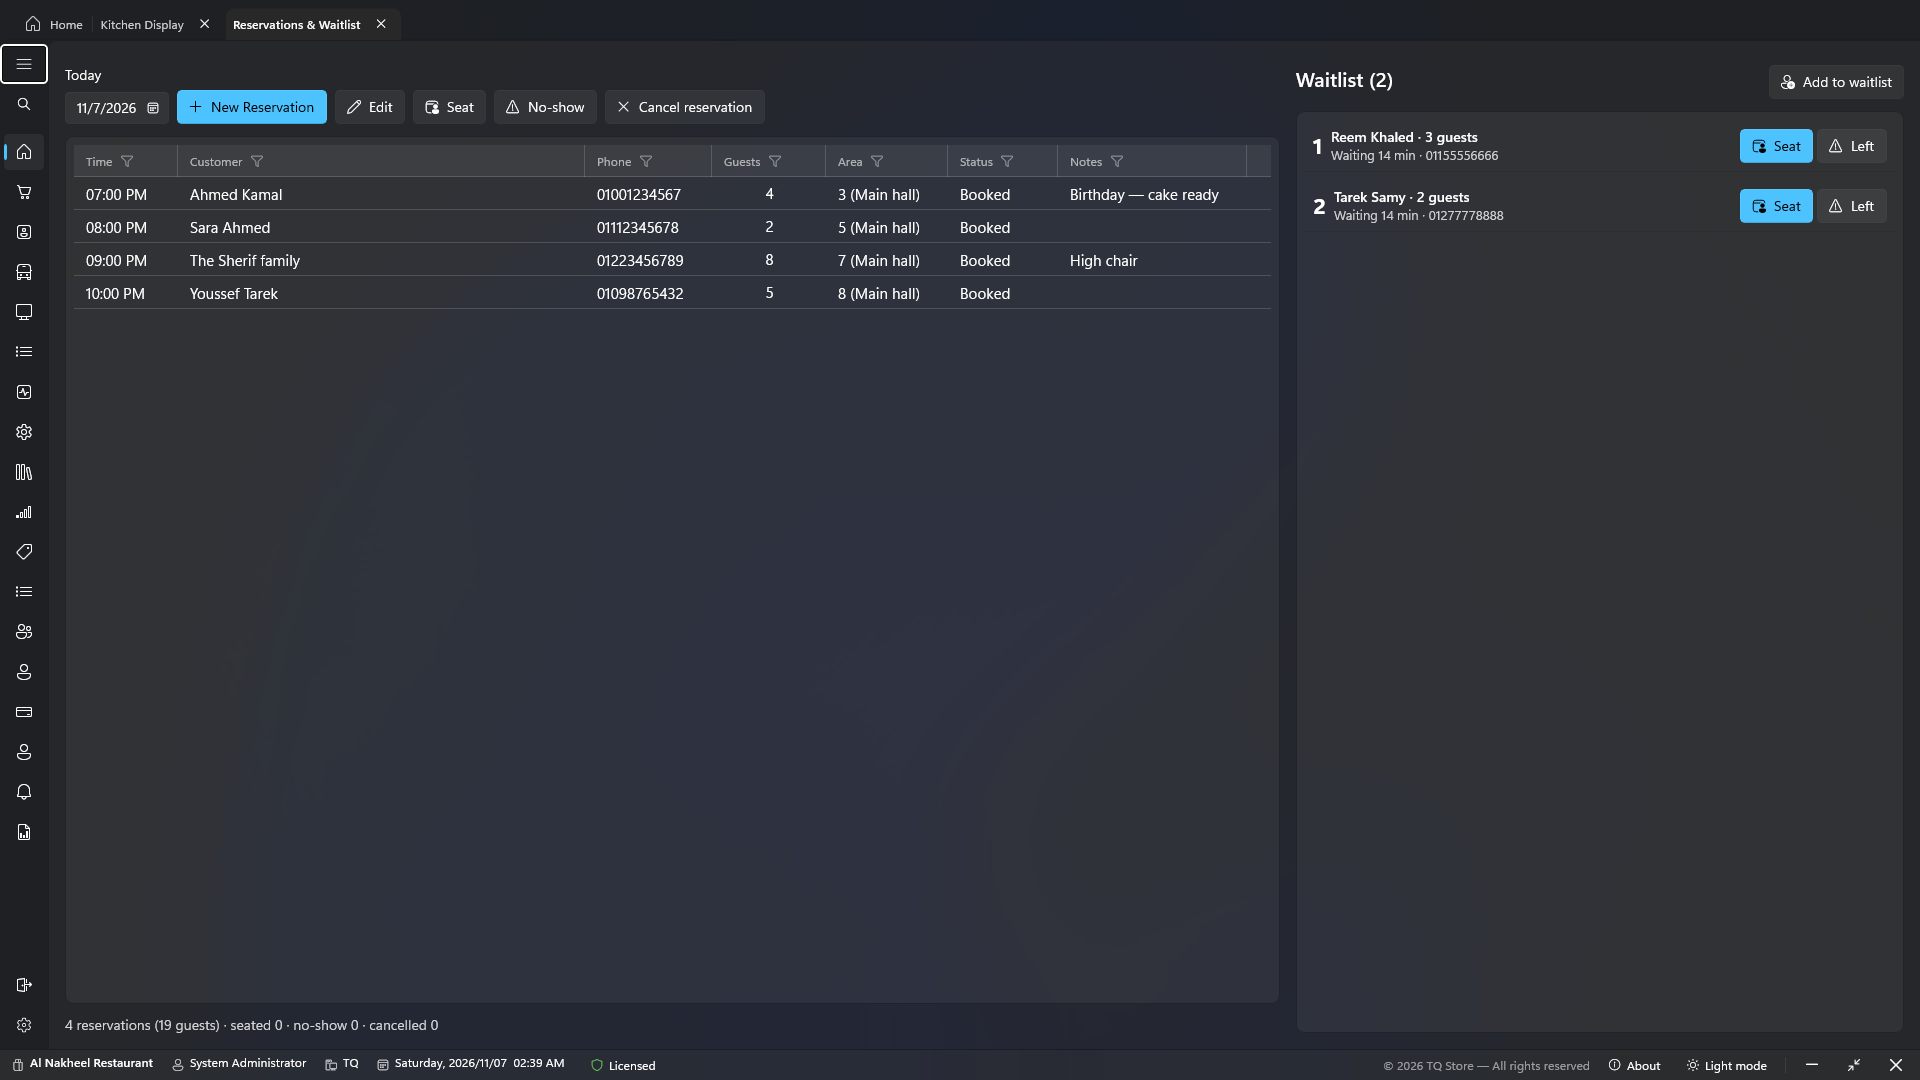 Home
Kitchen Display
Reservations & Waitlist
Today
11/7/2026
New Reservation
Edit
Seat
No-show
Cancel reservation
Time Customer Phone Guests Area Status Notes
07:00 PM Ahmed Kamal 01001234567 4 3 (Main hall) Booked Birthday — cake ready
08:00 PM Sara Ahmed 01112345678 2 5 (Main hall) Booked
09:00 PM The Sherif family 01223456789 8 7 (Main hall) Booked High chair
10:00 PM Youssef Tarek 01098765432 5 8 (Main hall) Booked
4 reservations (19 guests) · seated 0 · no-show 0 · cancelled 0
Waitlist (2)
Add to waitlist
1 Reem Khaled · 3 guests
Waiting 14 min · 01155556666
Seat Left
2 Tarek Samy · 2 guests
Waiting 14 min · 01277778888
Seat Left
Al Nakheel Restaurant System Administrator TQ Saturday, 2026/11/07 02:39 AM Licensed
© 2026 TQ Store — All rights reserved About Light mode